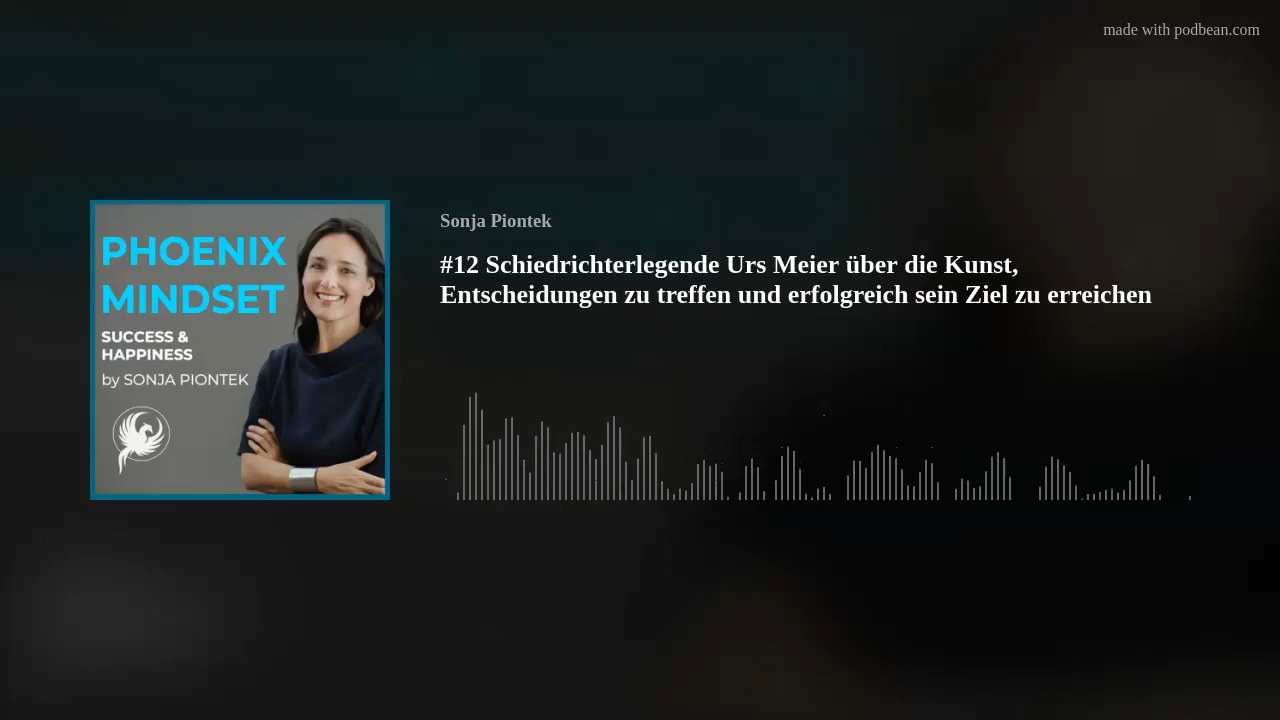 made with podbean.com
PHOENIX
MINDSET
SUCCESS &
HAPPINESS
by SONJA PIONTEK
Sonja Piontek
#12 Schiedrichterlegende Urs Meier über die Kunst,
Entscheidungen zu treffen und erfolgreich sein Ziel zu erreichen